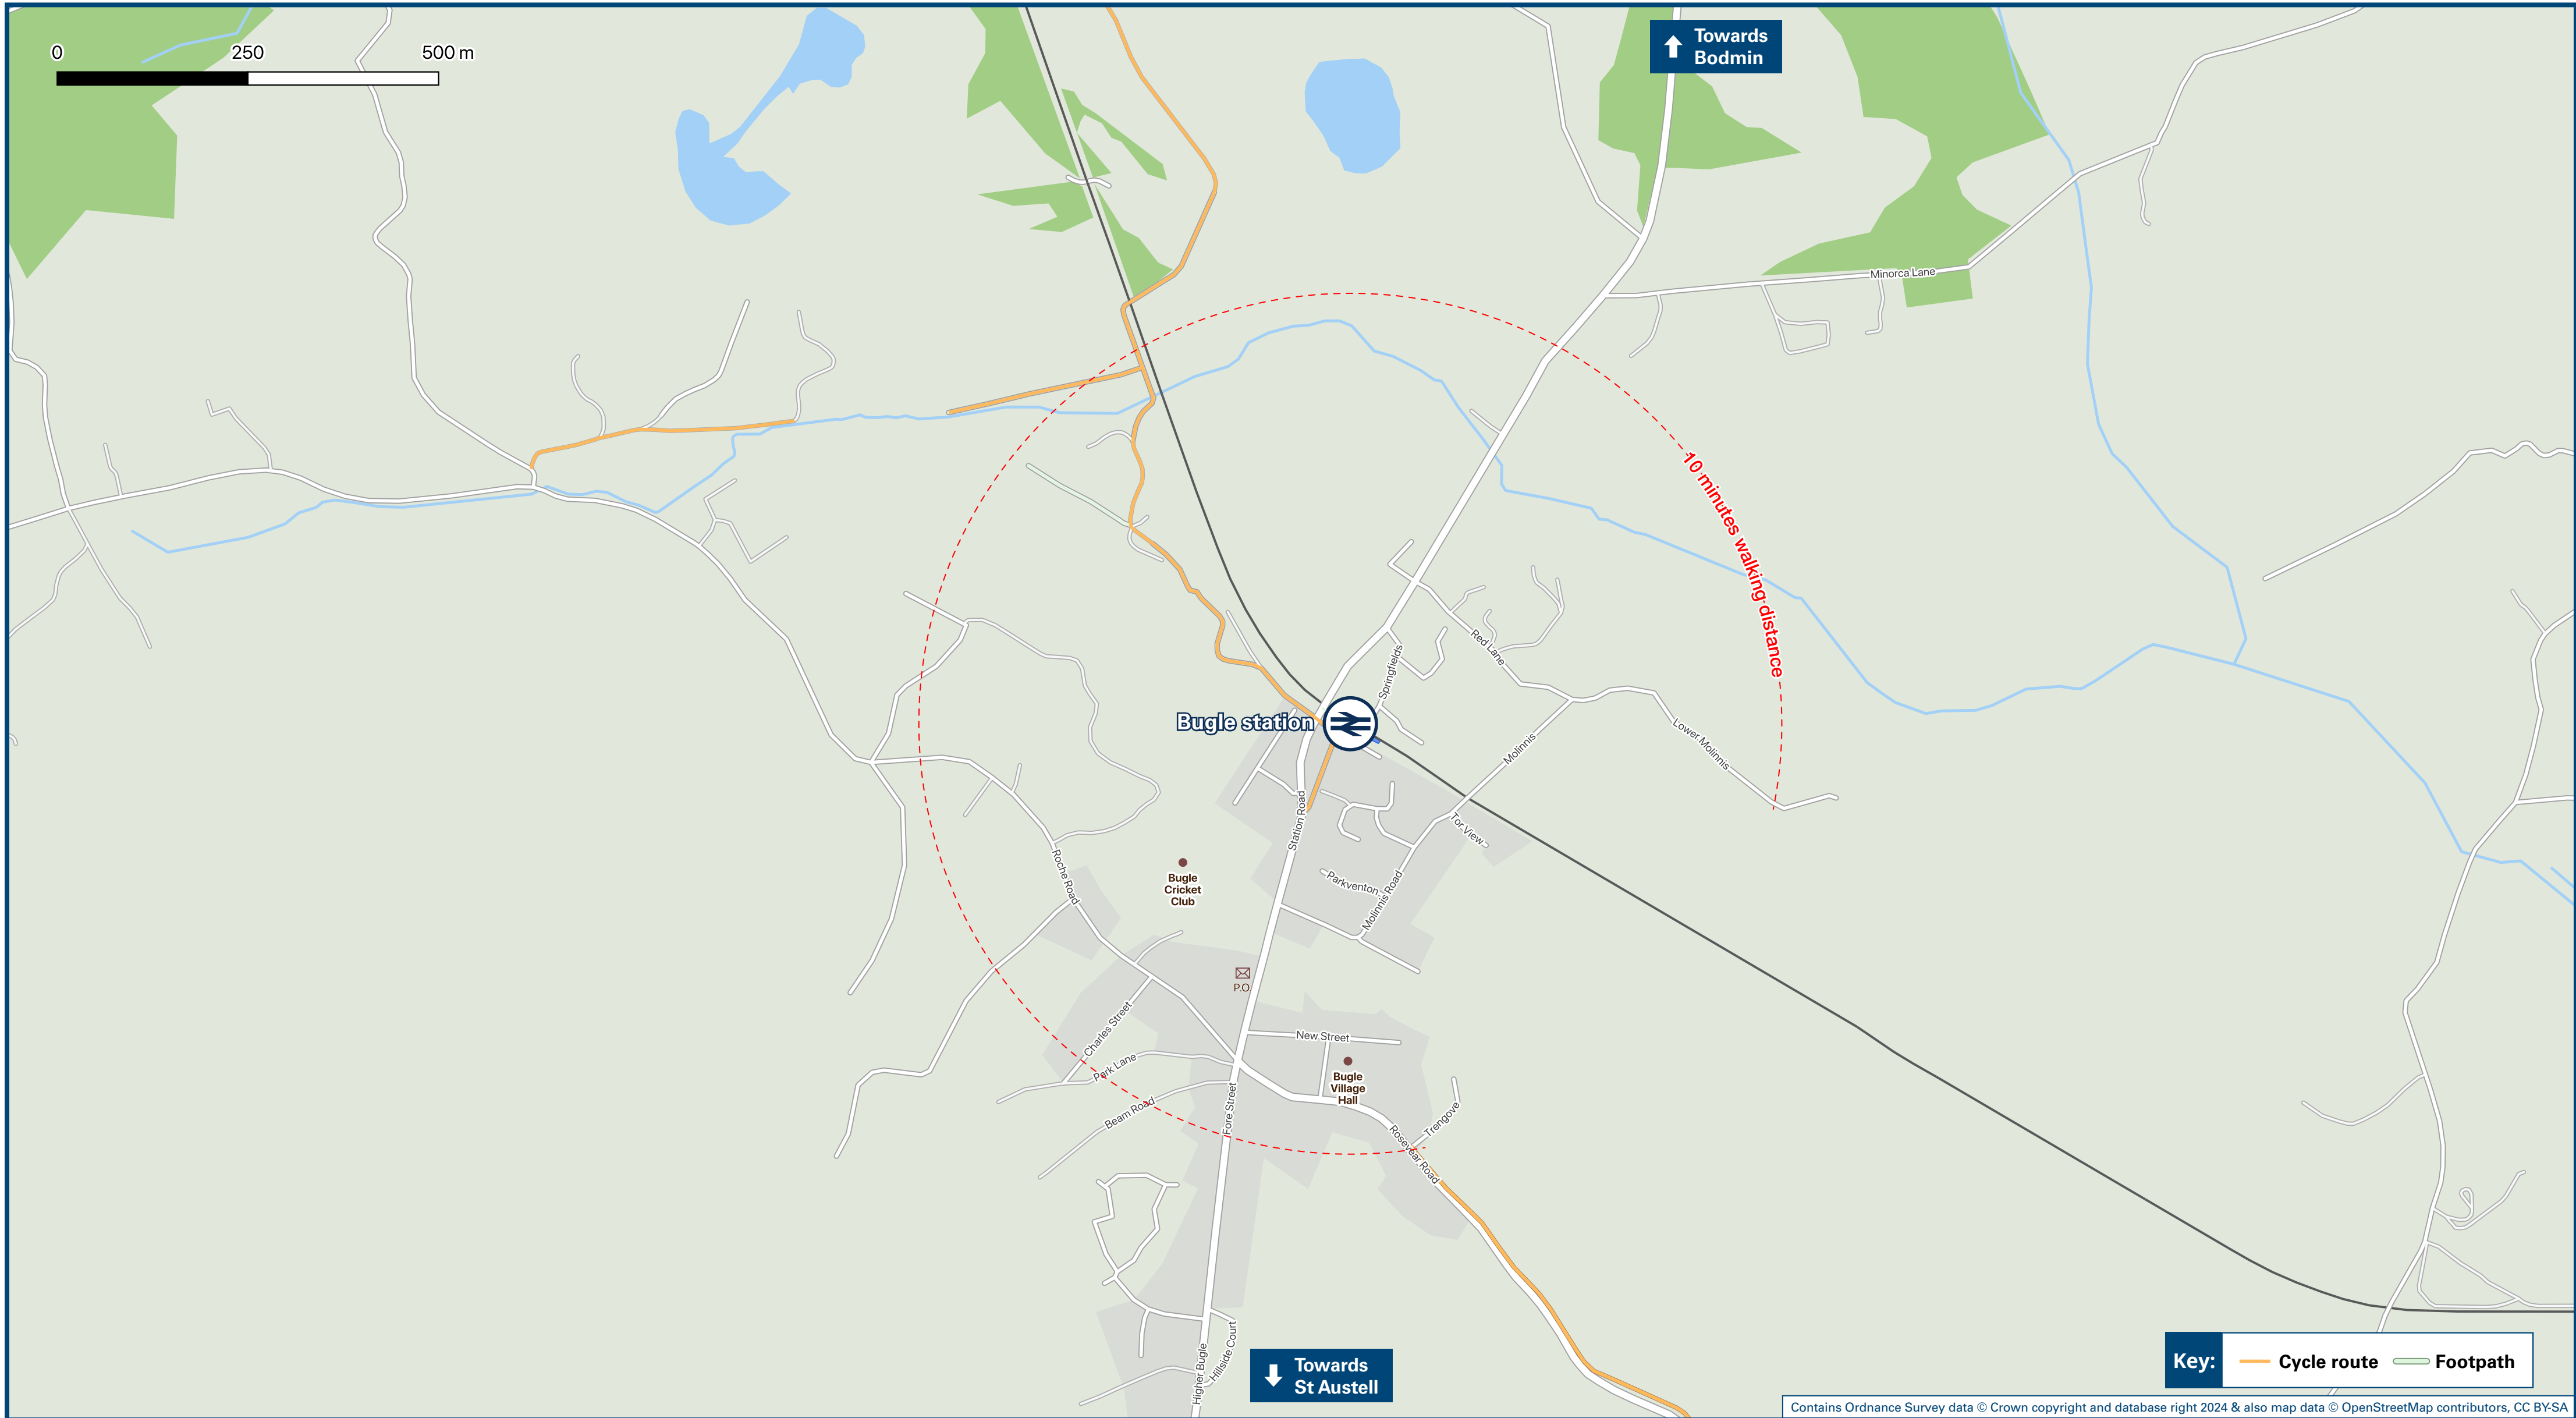 0 250 500 m
Towards
Bodmin
Minorca Lane
10 minutes walking distance
Red Lane
Springfields
Bugle station
Lower Molinnis
Molinnis
Station Road
Tor View
Roche Road
Bugle
Cricket
Club
Parkventon
Molinnis Road
P.O
Charles Street
New Street
Park Lane
Bugle
Village
Hall
Beam Road
Fore Street
Trengove
Rosevear Road
Higher Bugle
Hillside Court
Towards
St Austell
Key: Cycle route Footpath
Contains Ordnance Survey data © Crown copyright and database right 2024 & also map data © OpenStreetMap contributors, CC BY-SA